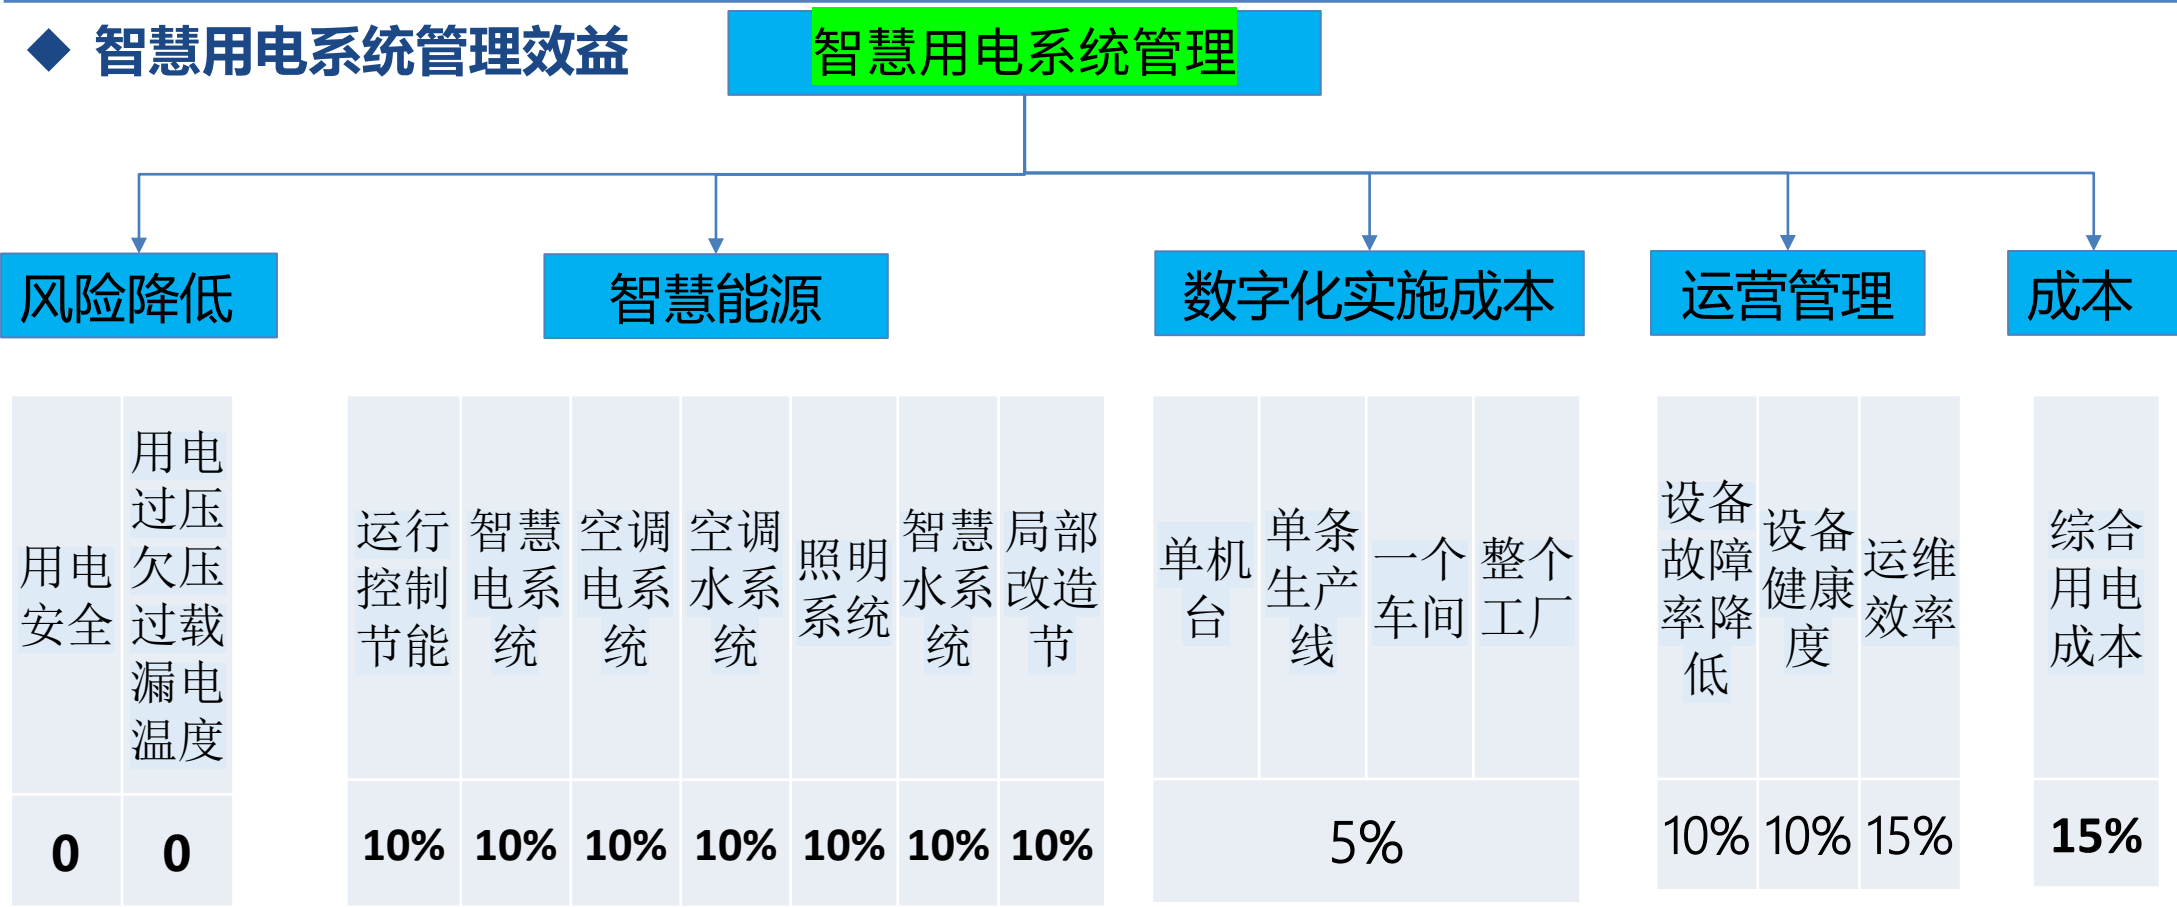 智慧用电系统管理效益
智慧用电系统管理
风险降低
智慧能源
数字化实施成本
运营管理
成本
用电
安全
用电
过压
欠压
过载
漏电
温度
0
0
运行
控制
节能
智慧
电系
统
空调
电系
统
空调
水系
统
照明
系统
智慧
水系
统
局部
改造
节
10%
10%
10%
10%
10%
10%
10%
单机
台
单条
生产
线
一个
车间
整个
工厂
5%
设备
故障
率降
低
设备
健康
度
运维
效率
10%
10%
15%
综合
用电
成本
15%